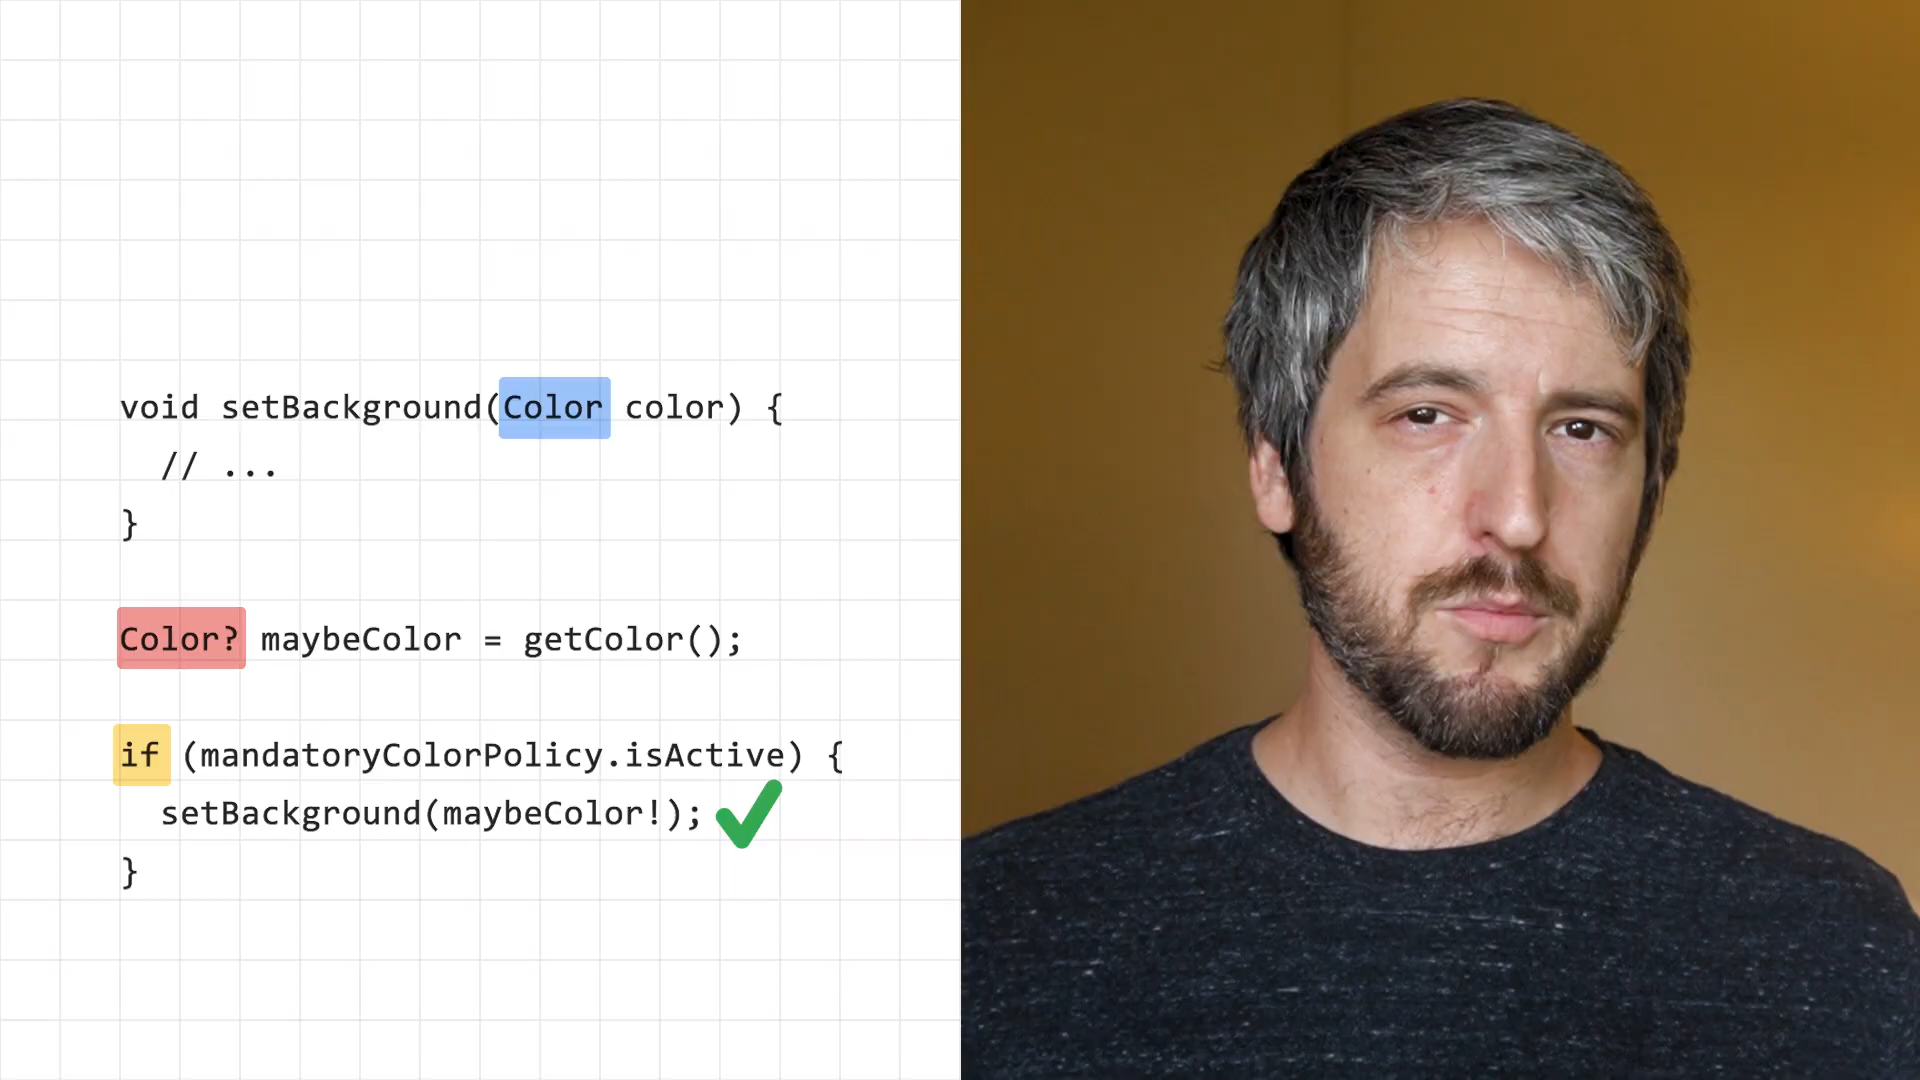 void setBackground(Color color) {
// ...
}
Color? maybeColor = getColor();
if (mandatoryColorPolicy.isActive) {
setBackground(maybeColor!);
}